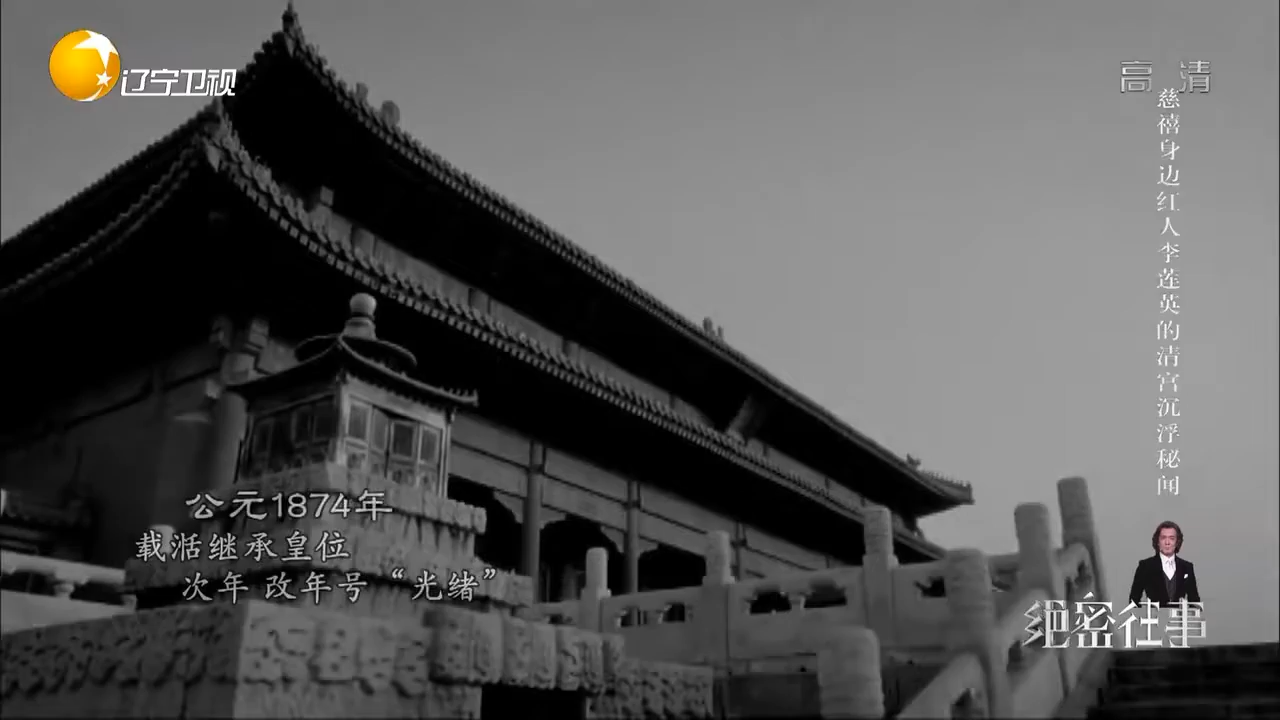 辽宁卫视
高 清
慈禧身边红人李莲英的清宫沉浮秘闻
公元1874年
载湉继承皇位
次年 改年号“光绪”
绝密往事